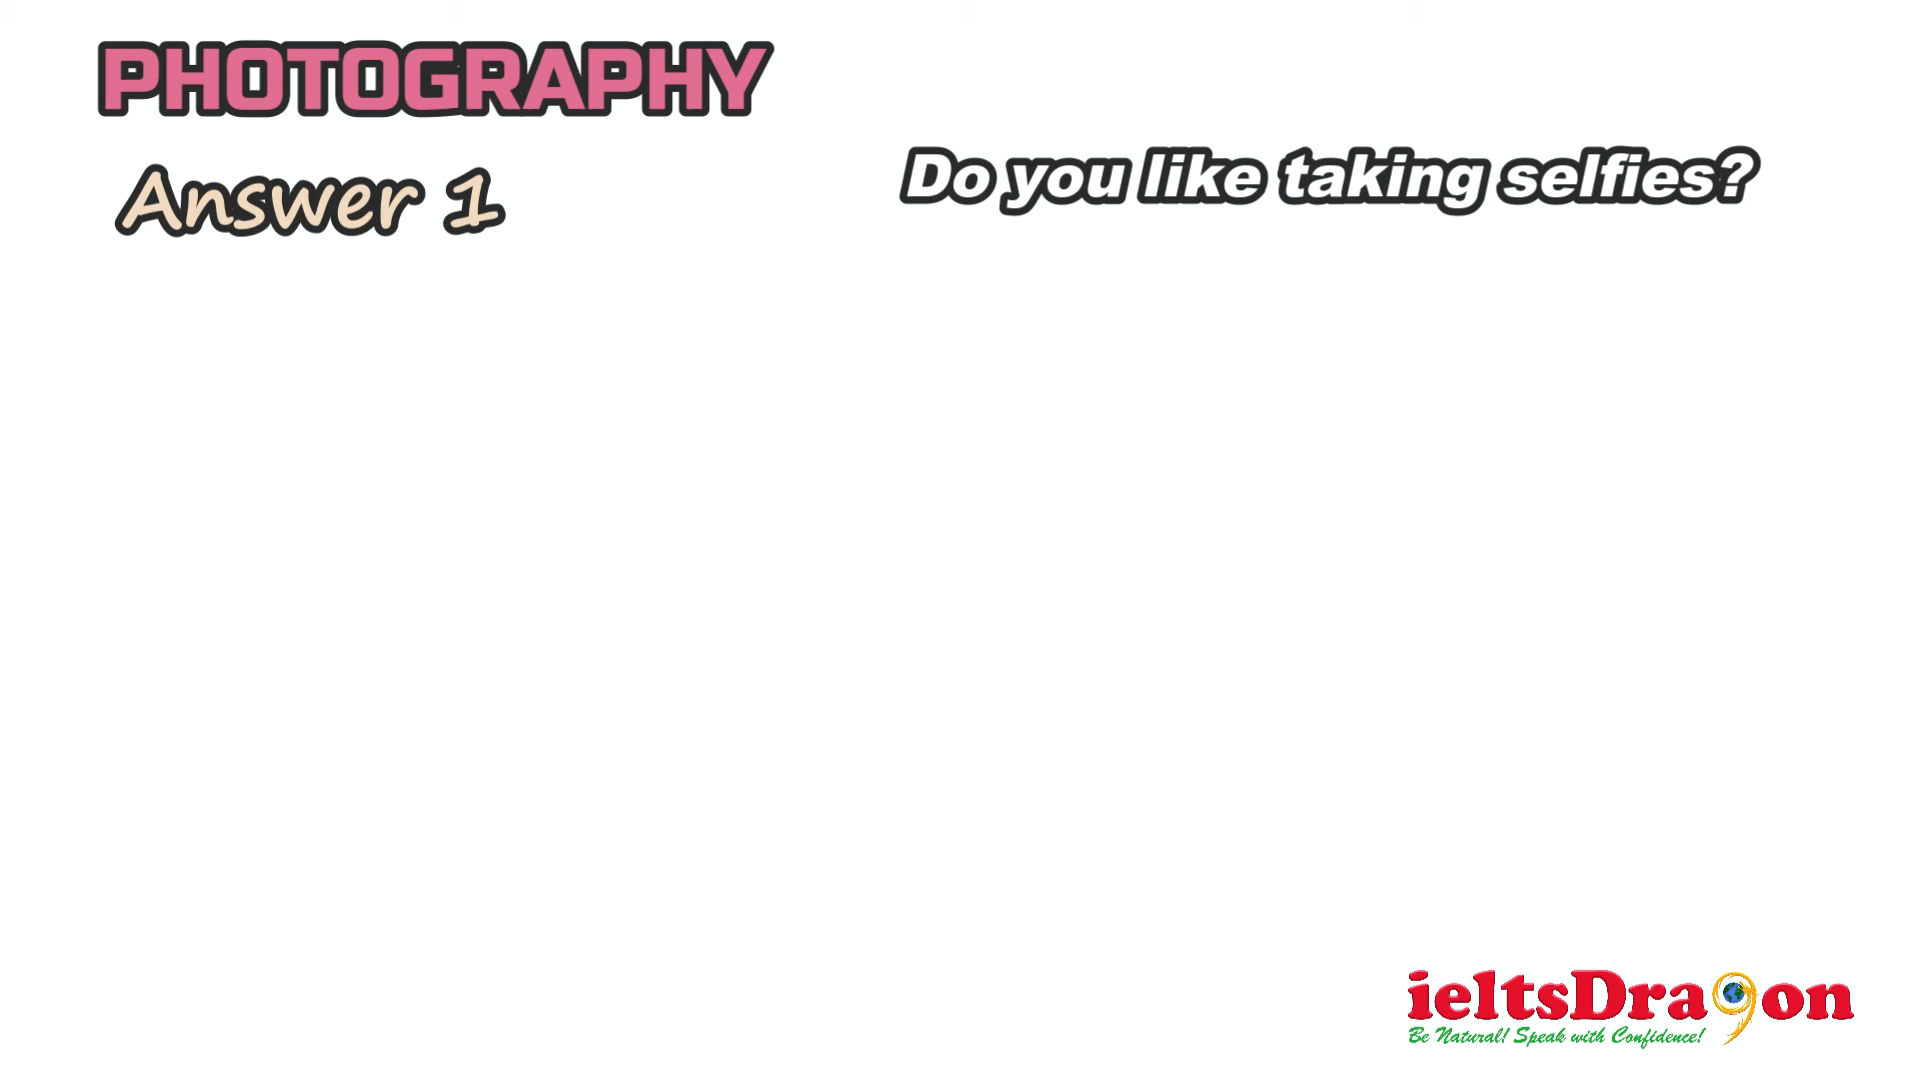 PHOTOGRAPHY
Do you like taking selfies?
Answer 1
ieltsDra9on
Be Natural! Speak with Confidence!